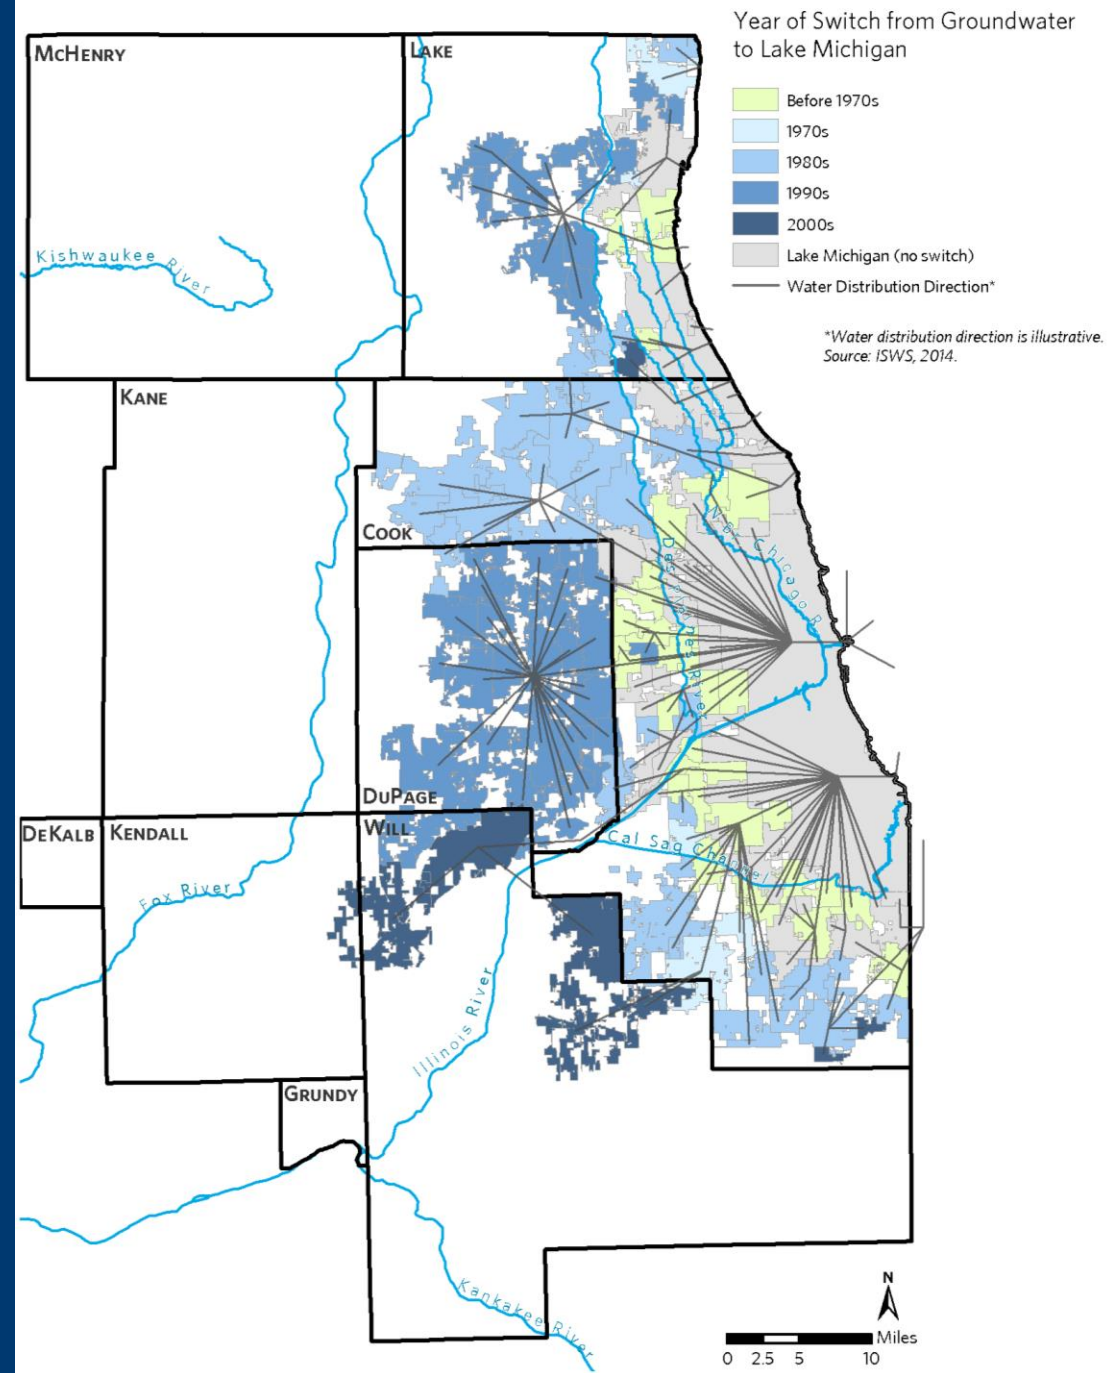 Year of Switch from Groundwater
to Lake Michigan
Before 1970s
1970s
1980s
1990s
2000s
Lake Michigan (no switch)
Water Distribution Direction*
*Water distribution direction is illustrative.
Source: ISWS, 2014.
MCHENRY
LAKE
Kishwaukee River
KANE
COOK
Des Plaines River
Chicago R.
DUPAGE
DEKALB
KENDALL
WILL
Cal Sag Channel
Fox River
Illinois River
GRUNDY
Kankakee River
N
Miles
0 2.5 5 10